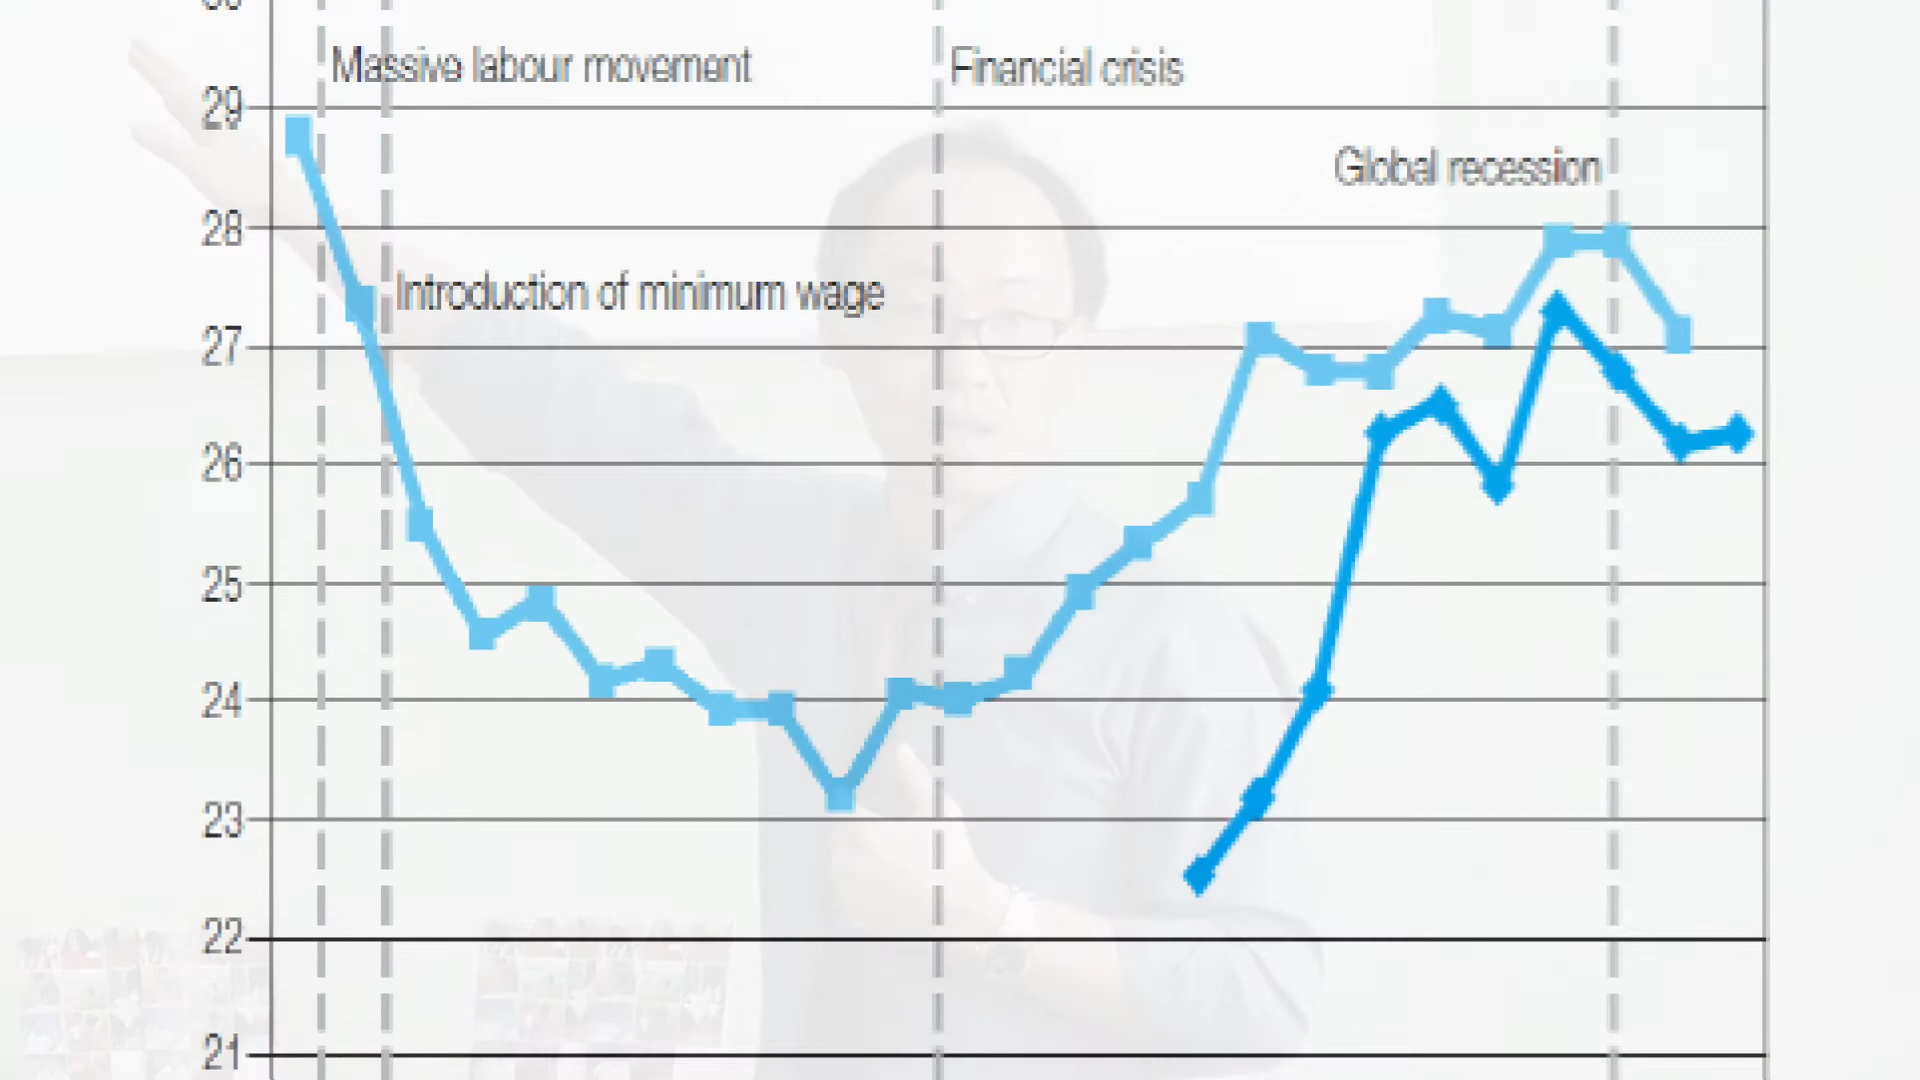 Massive labour movement
Financial crisis
29
Global recession
28
Introduction of minimum wage
27
26
25
24
23
22
21